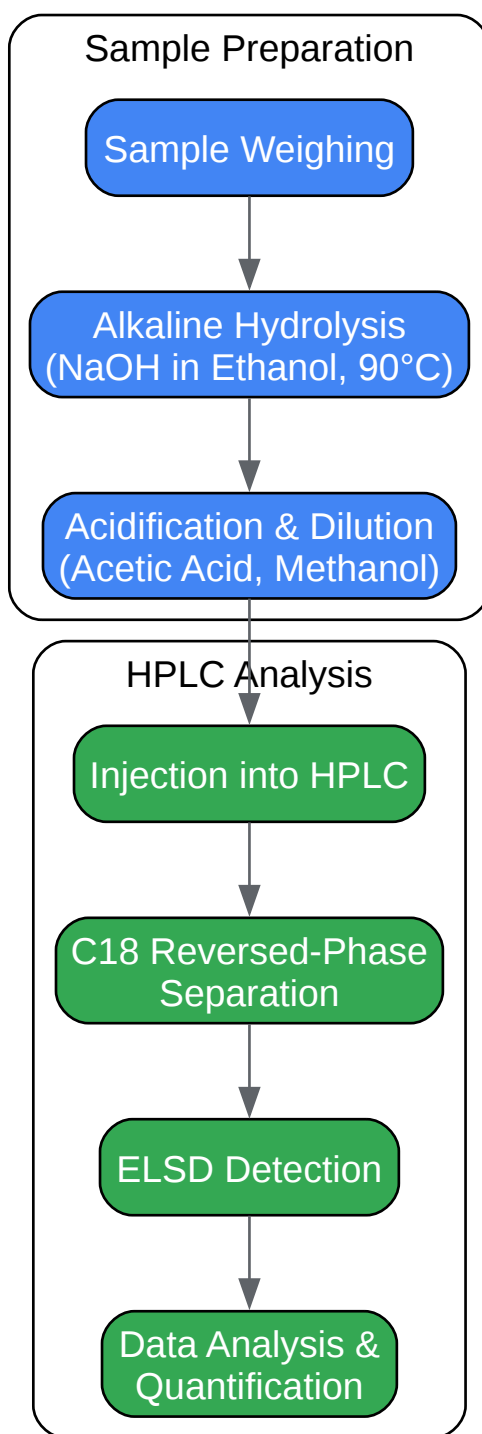 Sample Preparation
Sample Weighing
Alkaline Hydrolysis
(NaOH in Ethanol, 90°C)
Acidification & Dilution
(Acetic Acid, Methanol)
HPLC Analysis
Injection into HPLC
C18 Reversed-Phase
Separation
ELSD Detection
Data Analysis &
Quantification